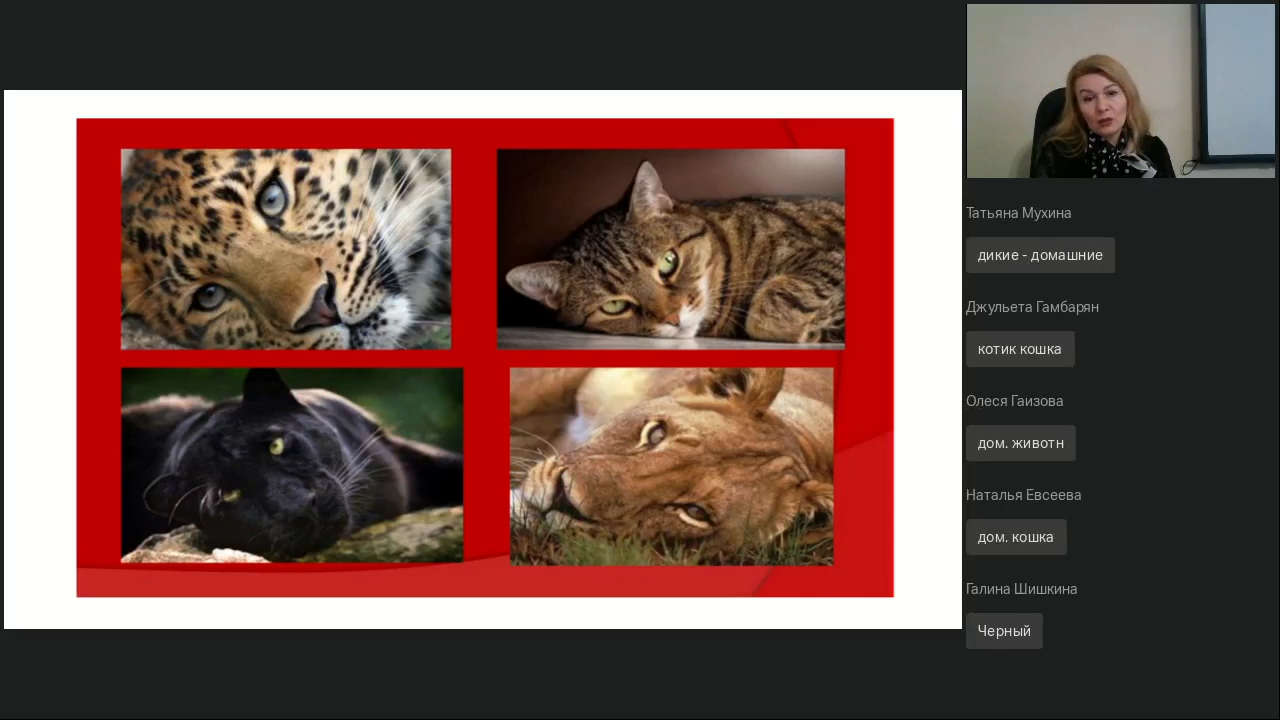 Татьяна Мухина
дикие - домашние
Джульета Гамбарян
котик кошка
Олеся Гаизова
дом. животн
Наталья Евсеева
дом. кошка
Галина Шишкина
Черный